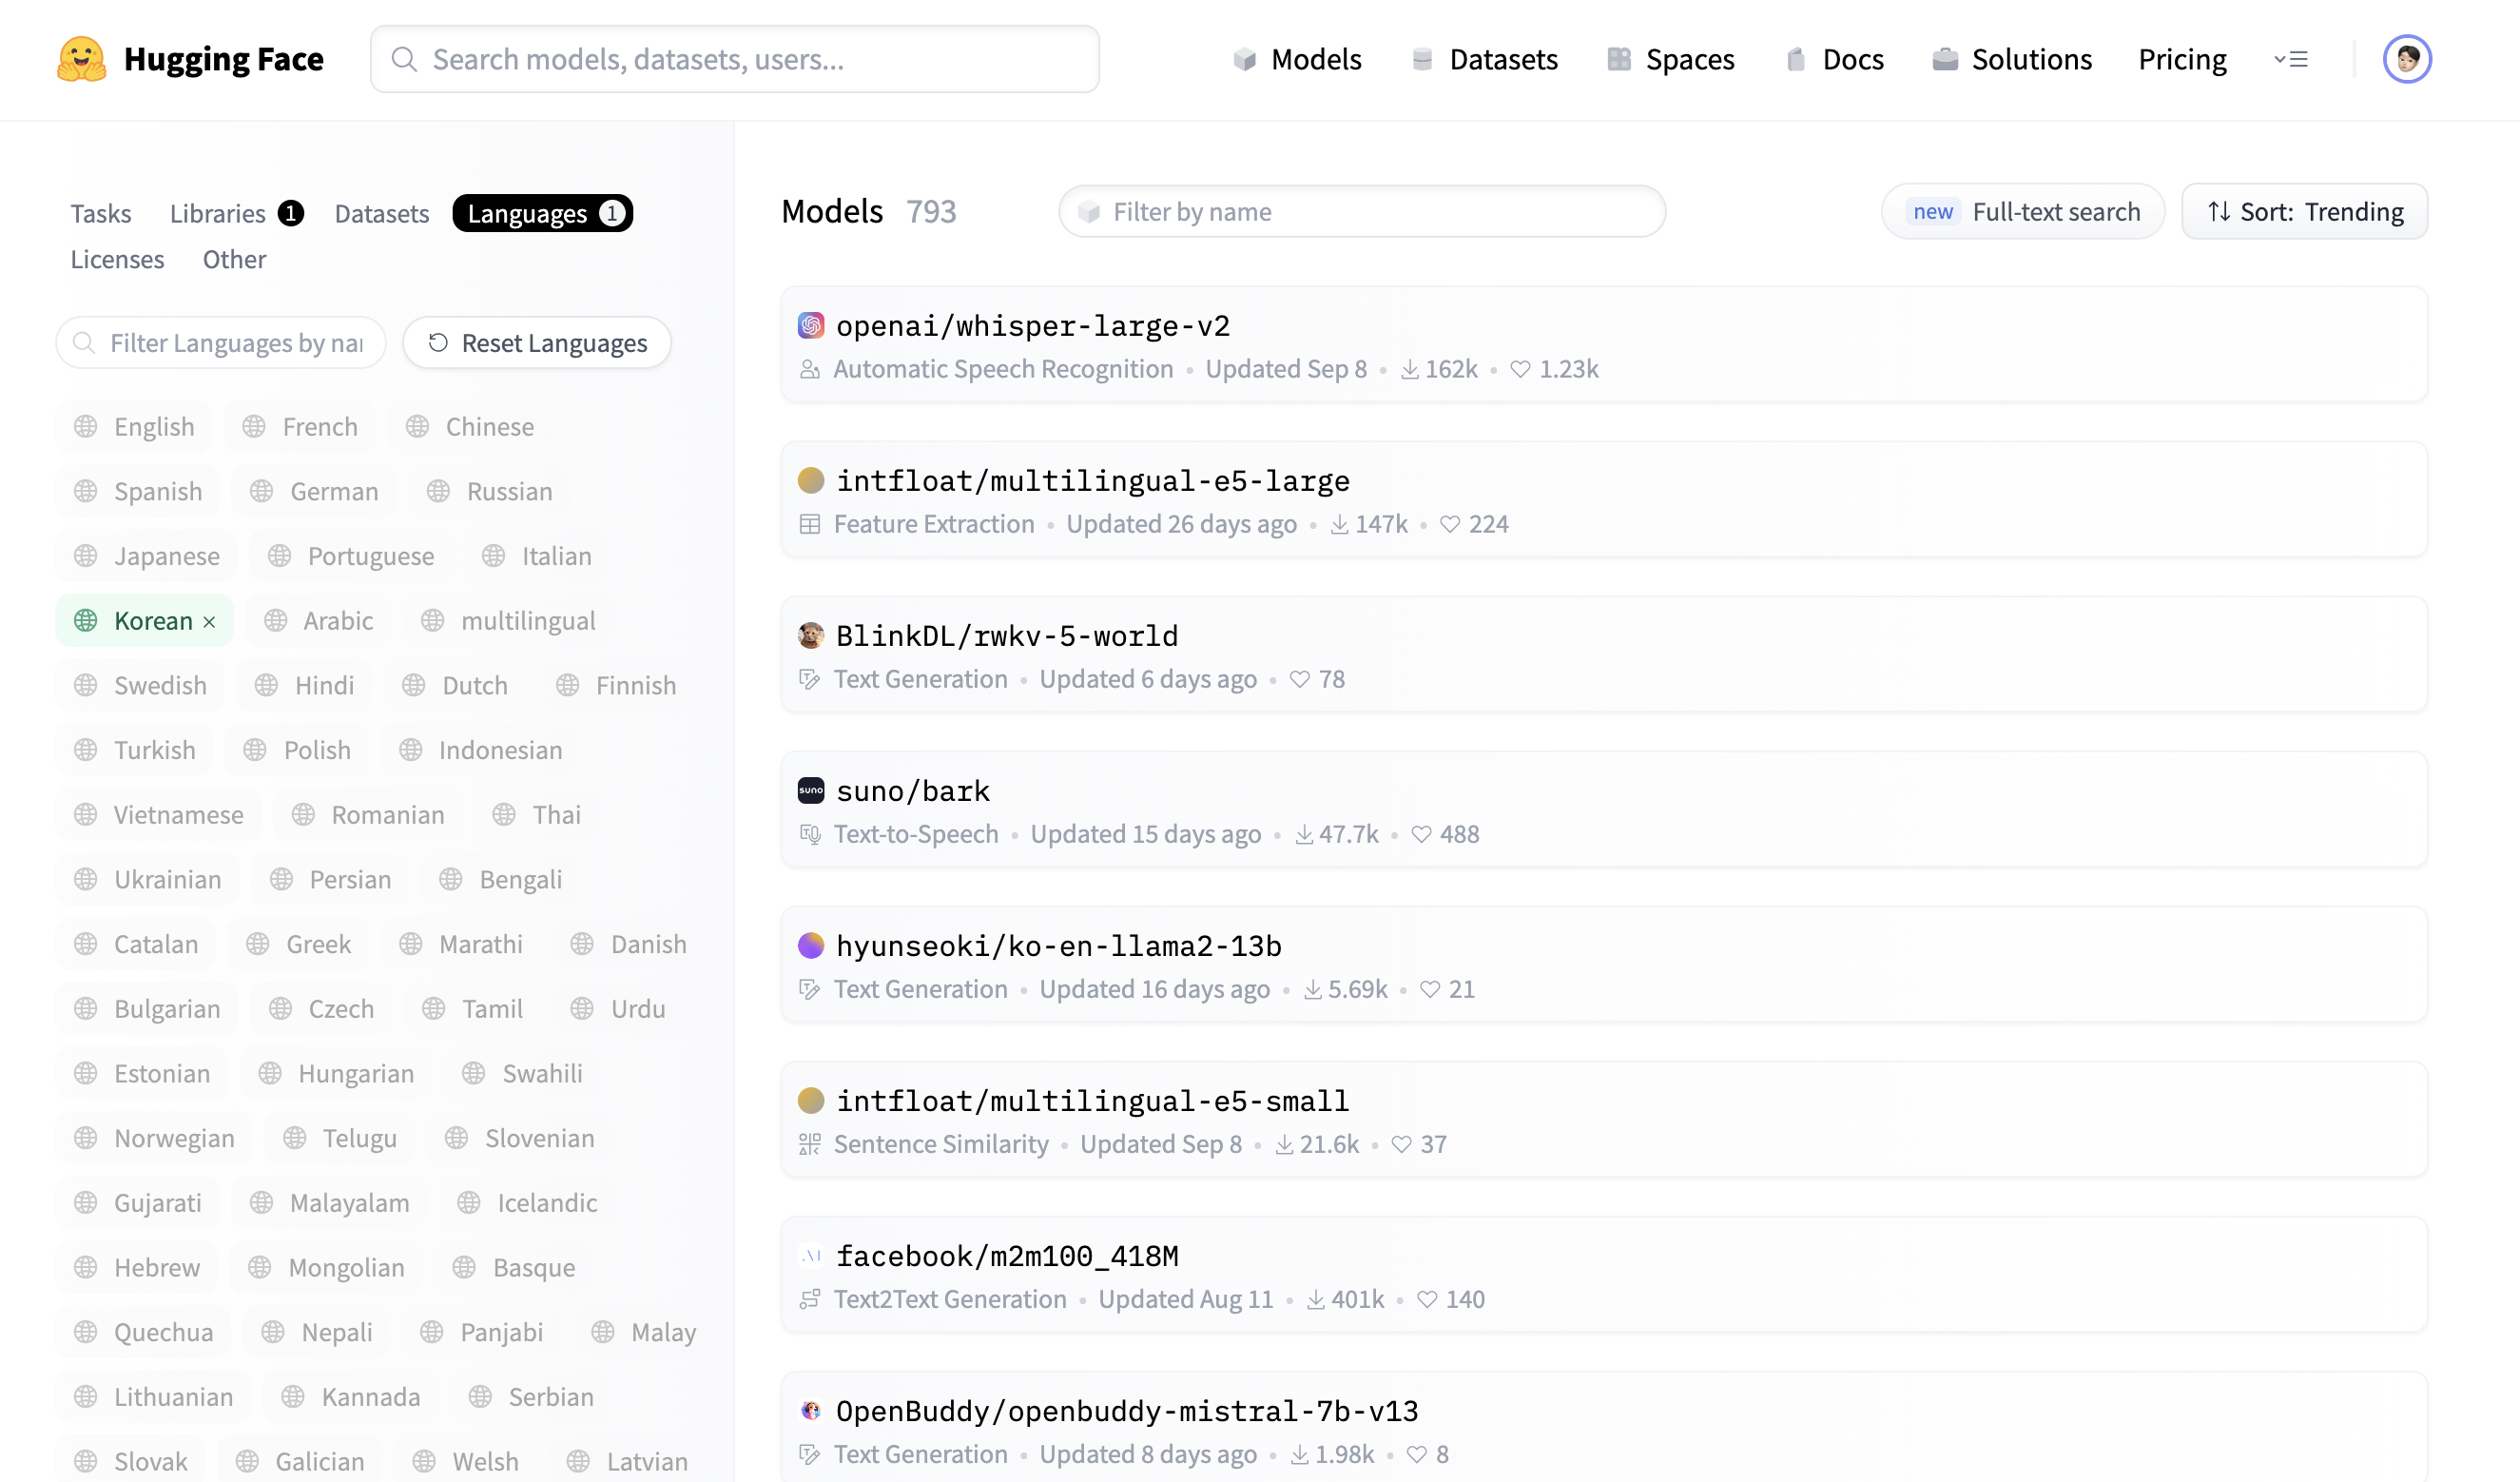 Hugging Face
Search models, datasets, users...
Models
Datasets
Spaces
Docs
Solutions
Pricing
Tasks Libraries 1 Datasets Languages 1
Licenses Other
Filter Languages by nar
Reset Languages
English French Chinese
Spanish German Russian
Japanese Portuguese Italian
Korean × Arabic multilingual
Swedish Hindi Dutch Finnish
Turkish Polish Indonesian
Vietnamese Romanian Thai
Ukrainian Persian Bengali
Catalan Greek Marathi Danish
Bulgarian Czech Tamil Urdu
Estonian Hungarian Swahili
Norwegian Telugu Slovenian
Gujarati Malayalam Icelandic
Hebrew Mongolian Basque
Quechua Nepali Panjabi Malay
Lithuanian Kannada Serbian
Slovak Galician Welsh Latvian
Models 793
Filter by name
new Full-text search
Sort: Trending
openai/whisper-large-v2
Automatic Speech Recognition • Updated Sep 8 • 162k • 1.23k
intfloat/multilingual-e5-large
Feature Extraction • Updated 26 days ago • 147k • 224
BlinkDL/rwkv-5-world
Text Generation • Updated 6 days ago • 78
suno
suno/bark
Text-to-Speech • Updated 15 days ago • 47.7k • 488
hyunseoki/ko-en-llama2-13b
Text Generation • Updated 16 days ago • 5.69k • 21
intfloat/multilingual-e5-small
Sentence Similarity • Updated Sep 8 • 21.6k • 37
facebook/m2m100_418M
Text2Text Generation • Updated Aug 11 • 401k • 140
OpenBuddy/openbuddy-mistral-7b-v13
Text Generation • Updated 8 days ago • 1.98k • 8